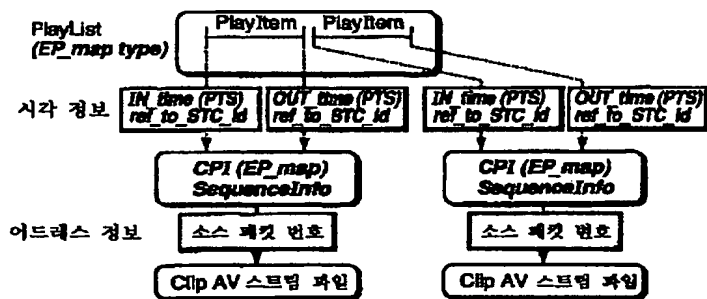 PlayList
(EP_map type)
PlayItem PlayItem
시각 정보
IN_time (PTS)
ref_to_STC_id
OUT_time (PTS)
ref_to_STC_id
IN_time (PTS)
ref_to_STC_id
OUT_time (PTS)
ref_to_STC_id
CPI (EP_map)
SequenceInfo
CPI (EP_map)
SequenceInfo
어드레스 정보
소스 패킷 번호
소스 패킷 번호
Clip AV 스트림 파일
Clip AV 스트림 파일